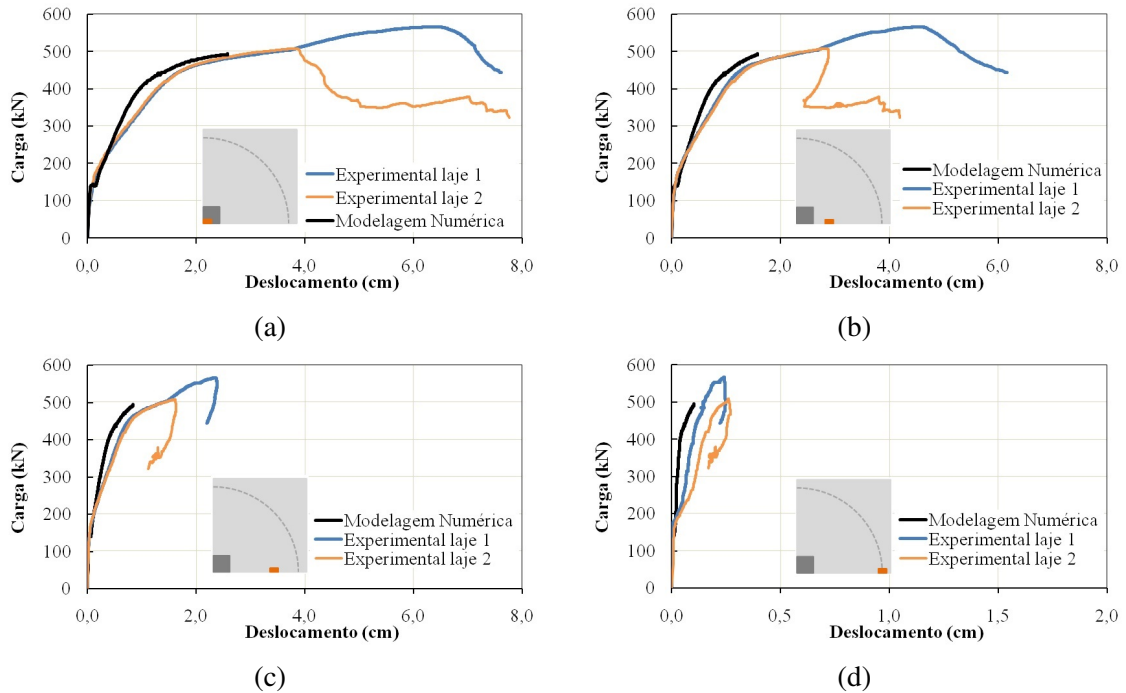 600
500
400
300
200
100
0
Carga (kN)
Experimental laje 1
Experimental laje 2
Modelagem Numérica
0,0 2,0 4,0 6,0 8,0
Deslocamento (cm)
(a)
600
500
400
300
200
100
0
Carga (kN)
Modelagem Numérica
Experimental laje 1
Experimental laje 2
0,0 2,0 4,0 6,0 8,0
Deslocamento (cm)
(b)
600
500
400
300
200
100
0
Carga (kN)
Modelagem Numérica
Experimental laje 1
Experimental laje 2
0,0 2,0 4,0 6,0 8,0
Deslocamento (cm)
(c)
600
500
400
300
200
100
0
Carga (kN)
Modelagem Numérica
Experimental laje 1
Experimental laje 2
0,0 0,5 1,0 1,5 2,0
Deslocamento (cm)
(d)